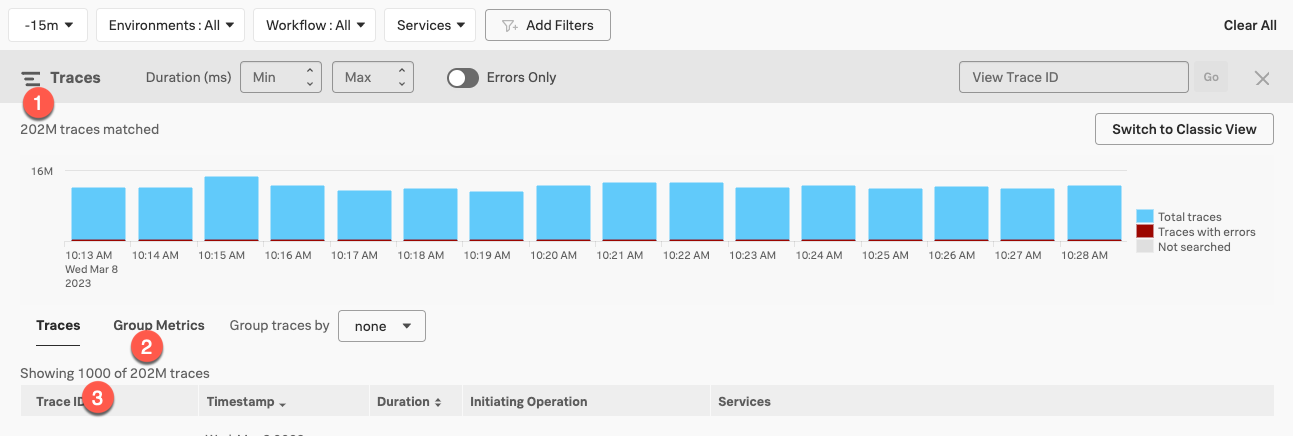 -15m Environments : All Workflow : All Services Add Filters Clear All
Traces Duration (ms) Min Max Errors Only View Trace ID Go
1
202M traces matched Switch to Classic View
16M
Total traces
Traces with errors
Not searched
10:13 AM 10:14 AM 10:15 AM 10:16 AM 10:17 AM 10:18 AM 10:19 AM 10:20 AM 10:21 AM 10:22 AM 10:23 AM 10:24 AM 10:25 AM 10:26 AM 10:27 AM 10:28 AM
Wed Mar 8
2023
Traces Group Metrics Group traces by none
2
Showing 1000 of 202M traces
3
Trace ID Timestamp Duration Initiating Operation Services